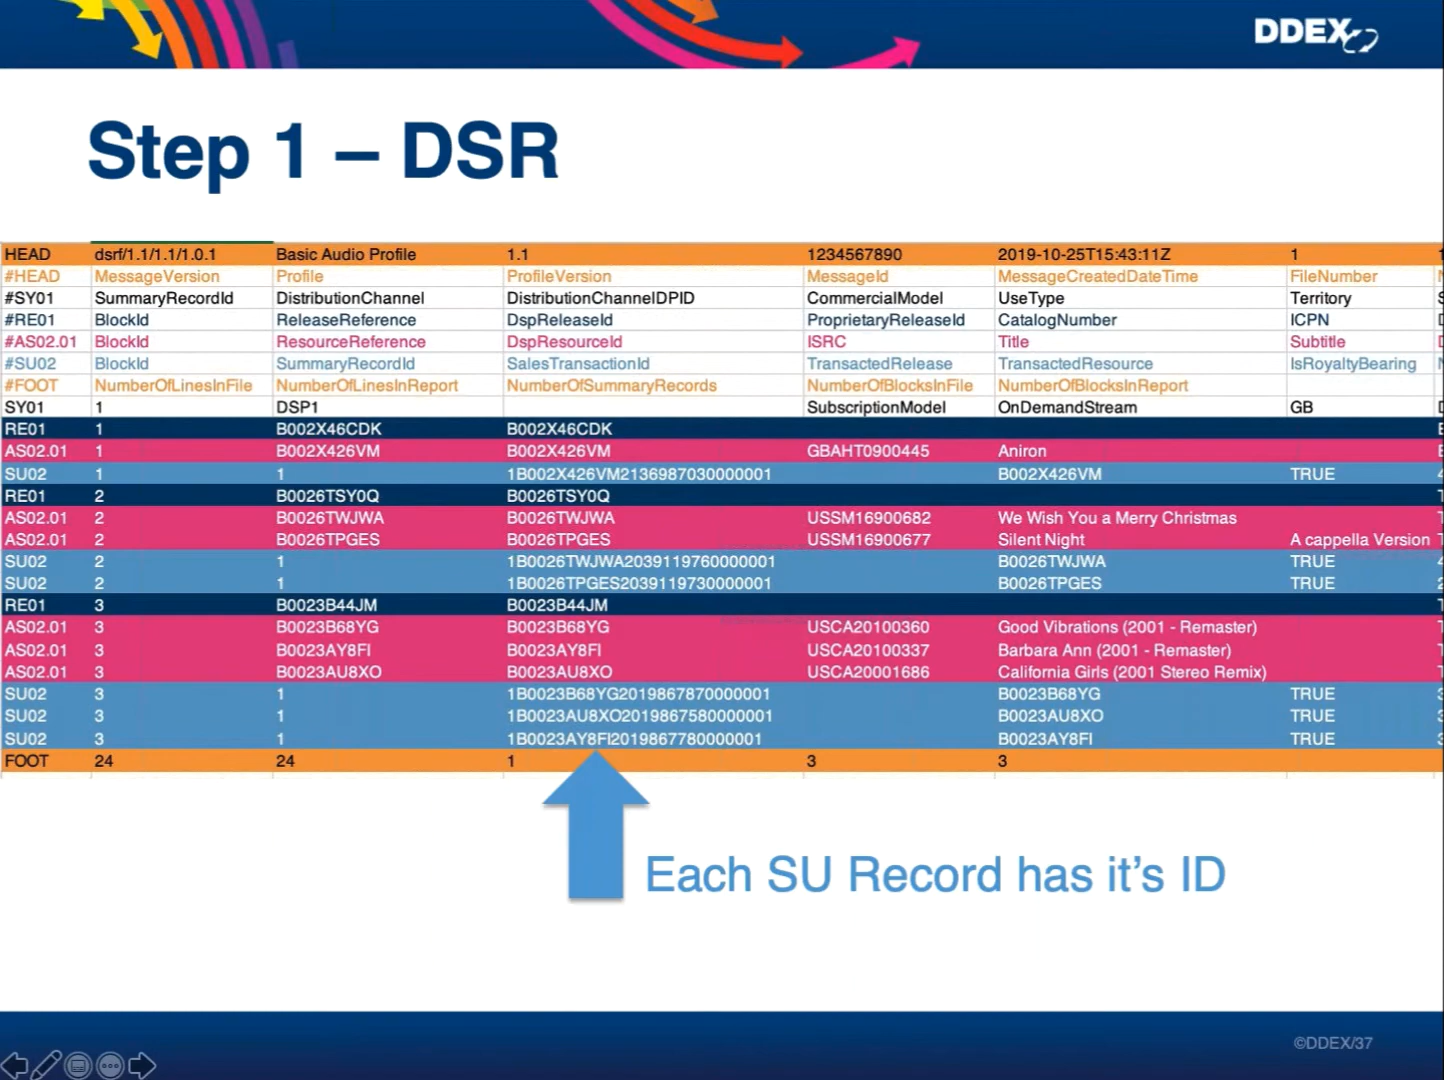 DDEX
Step 1 – DSR
HEAD dsrf/1.1/1.1/1.0.1 Basic Audio Profile 1.1 1234567890 2019-10-25T15:43:11Z 1
#HEAD MessageVersion Profile ProfileVersion MessageId MessageCreatedDateTime FileNumber
#SY01 SummaryRecordId DistributionChannel DistributionChannelDPID CommercialModel UseType Territory
#RE01 BlockId ReleaseReference DspReleaseId ProprietaryReleaseId CatalogNumber ICPN
#AS02.01 BlockId ResourceReference DspResourceId ISRC Title Subtitle
#SU02 BlockId SummaryRecordId SalesTransactionId TransactedRelease TransactedResource IsRoyaltyBearing
#FOOT NumberOfLinesInFile NumberOfLinesInReport NumberOfSummaryRecords NumberOfBlocksInFile NumberOfBlocksInReport
SY01 1 DSP1 SubscriptionModel OnDemandStream GB
RE01 1 B002X46CDK B002X46CDK
AS02.01 1 B002X426VM B002X426VM GBAHT0900445 Aniron
SU02 1 1 1B002X426VM2136987030000001 B002X426VM TRUE
RE01 2 B0026TSY0Q B0026TSY0Q
AS02.01 2 B0026TWJWA B0026TWJWA USSM16900682 We Wish You a Merry Christmas
AS02.01 2 B0026TPGES B0026TPGES USSM16900677 Silent Night A cappella Version
SU02 2 1 1B0026TWJWA2039119760000001 B0026TWJWA TRUE
SU02 2 1 1B0026TPGES2039119730000001 B0026TPGES TRUE
RE01 3 B0023B44JM B0023B44JM
AS02.01 3 B0023B68YG B0023B68YG USCA20100360 Good Vibrations (2001 - Remaster)
AS02.01 3 B0023AY8FI B0023AY8FI USCA20100337 Barbara Ann (2001 - Remaster)
AS02.01 3 B0023AU8XO B0023AU8XO USCA20001686 California Girls (2001 Stereo Remix)
SU02 3 1 1B0023B68YG2019867870000001 B0023B68YG TRUE
SU02 3 1 1B0023AU8XO2019867580000001 B0023AU8XO TRUE
SU02 3 1 1B0023AY8FI2019867780000001 B0023AY8FI TRUE
FOOT 24 24 1 3 3
Each SU Record has it's ID
©DDEX/37